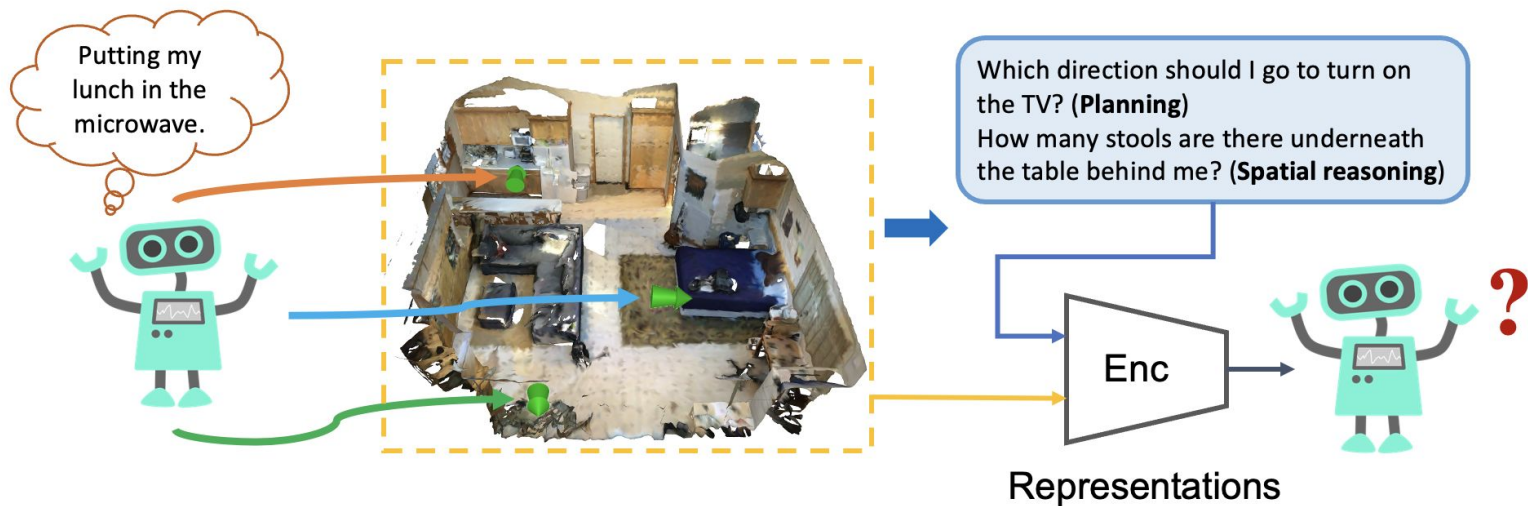 Putting my
lunch in the
microwave.
Which direction should I go to turn on
the TV? (Planning)
How many stools are there underneath
the table behind me? (Spatial reasoning)
?
Enc
Representations